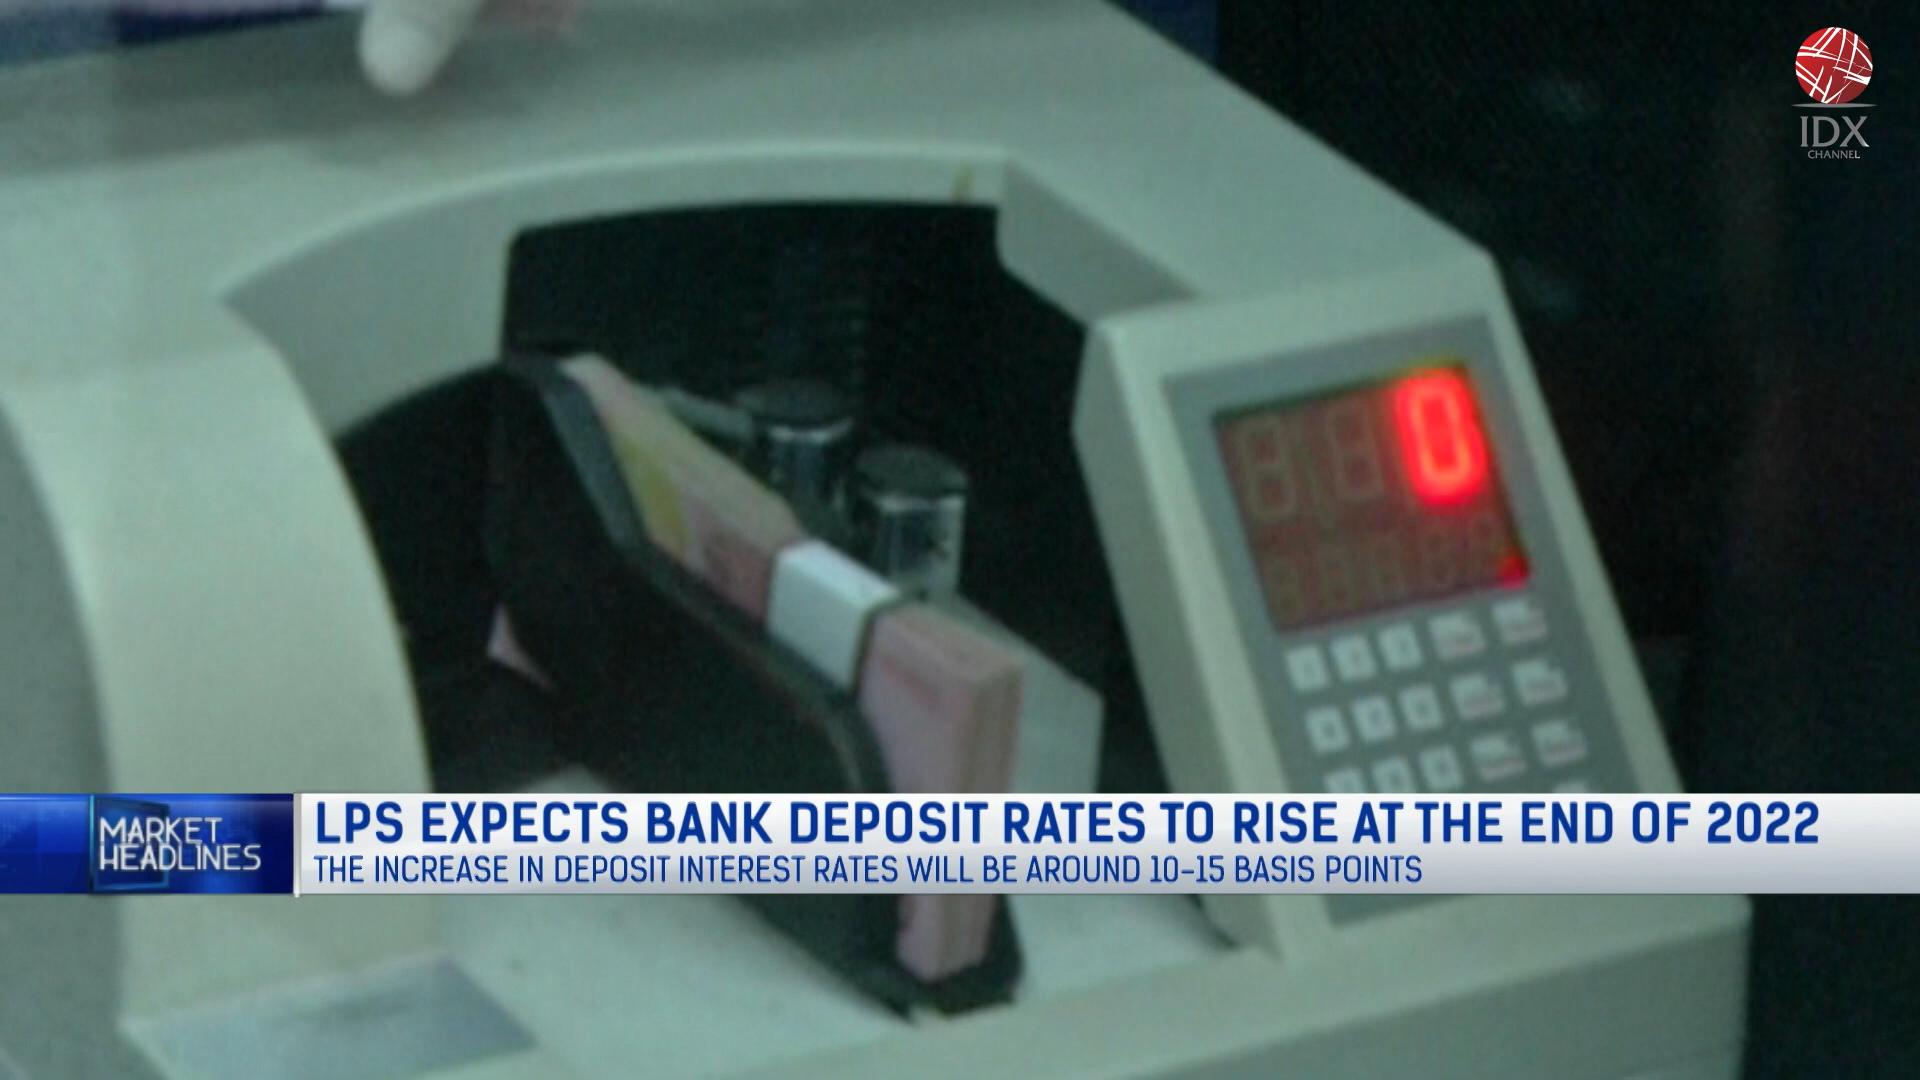 IDX
CHANNEL
0
MARKET
HEADLINES
LPS EXPECTS BANK DEPOSIT RATES TO RISE AT THE END OF 2022
THE INCREASE IN DEPOSIT INTEREST RATES WILL BE AROUND 10-15 BASIS POINTS